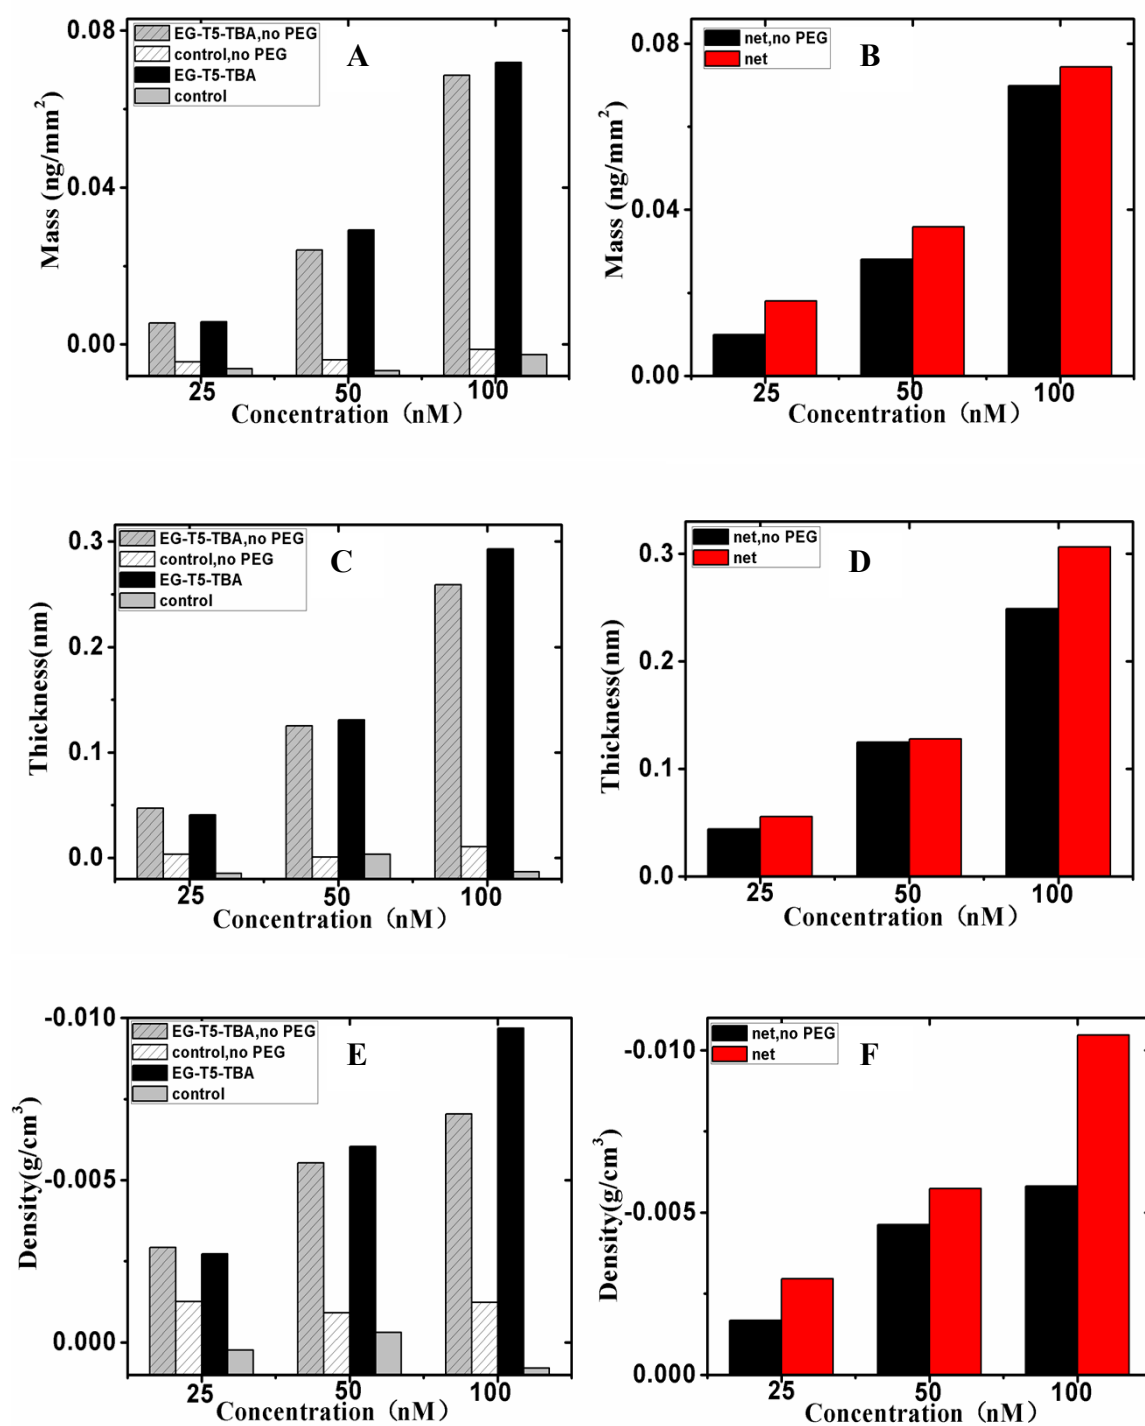 EG-T5-TBA,no PEG
control,no PEG
EG-T5-TBA
control
A
0.08
0.04
0.00
Mass (ng/mm²)
25 50 100
Concentration (nM)
net,no PEG
net
B
0.08
0.04
0.00
Mass (ng/mm²)
25 50 100
Concentration (nM)
EG-T5-TBA,no PEG
control,no PEG
EG-T5-TBA
control
C
0.3
0.2
0.1
0.0
Thickness(nm)
25 50 100
Concentration (nM)
net,no PEG
net
D
0.3
0.2
0.1
0.0
Thickness(nm)
25 50 100
Concentration (nM)
EG-T5-TBA,no PEG
control,no PEG
EG-T5-TBA
control
E
-0.010
-0.005
0.000
Density(g/cm³)
25 50 100
Concentration (nM)
net,no PEG
net
F
-0.010
-0.005
0.000
Density(g/cm³)
25 50 100
Concentration (nM)